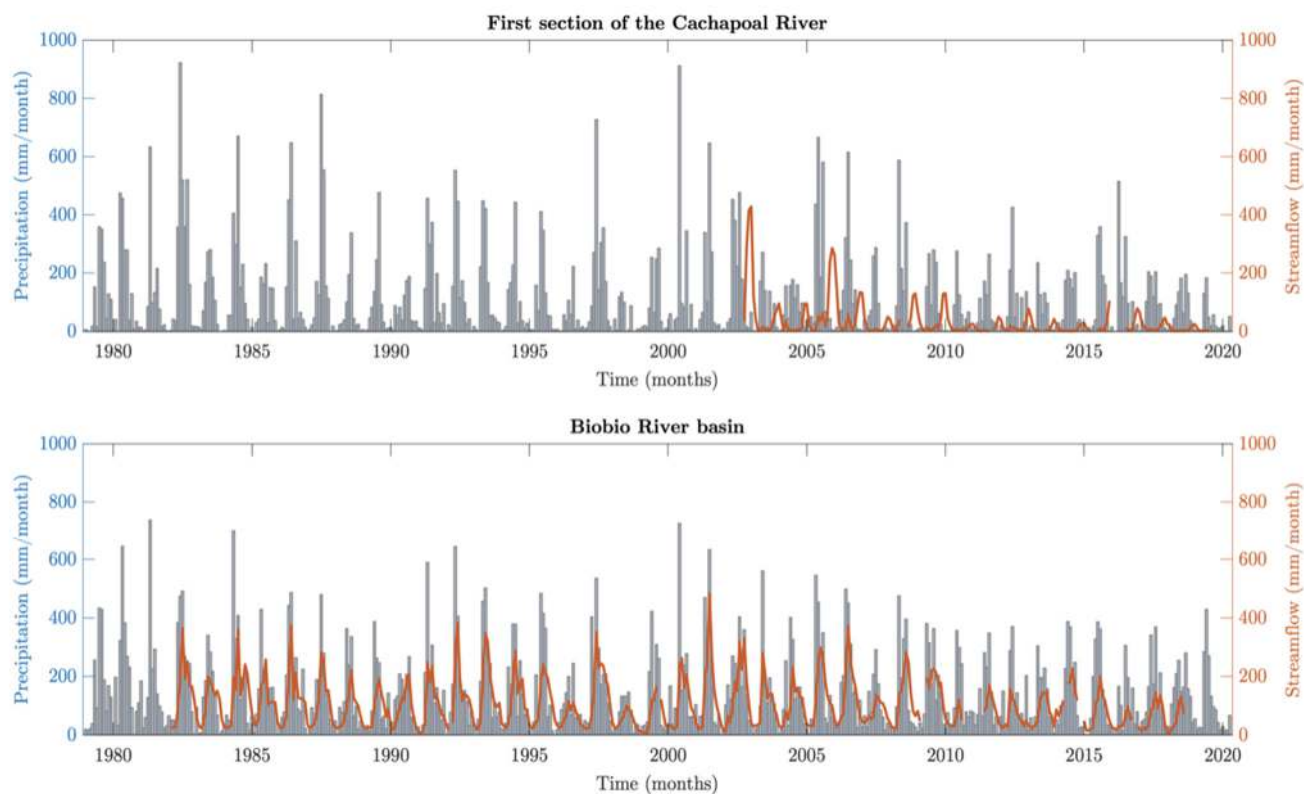 First section of the Cachapoal River
1000 1000
800 800
600 600
400 400
200 200
0 0
Precipitation (mm/month)
Streamflow (mm/month)
1980 1985 1990 1995 2000 2005 2010 2015 2020
Time (months)
Biobio River basin
1000 1000
800 800
600 600
400 400
200 200
0 0
Precipitation (mm/month)
Streamflow (mm/month)
1980 1985 1990 1995 2000 2005 2010 2015 2020
Time (months)